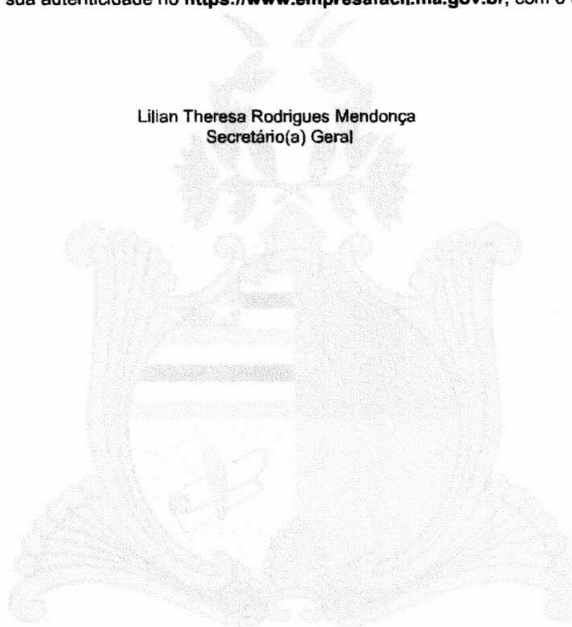 sua autenticidade no https://www.empresafacil.ma.gov.br, com o
Lilian Theresa Rodrigues Mendonça
Secretário(a) Geral